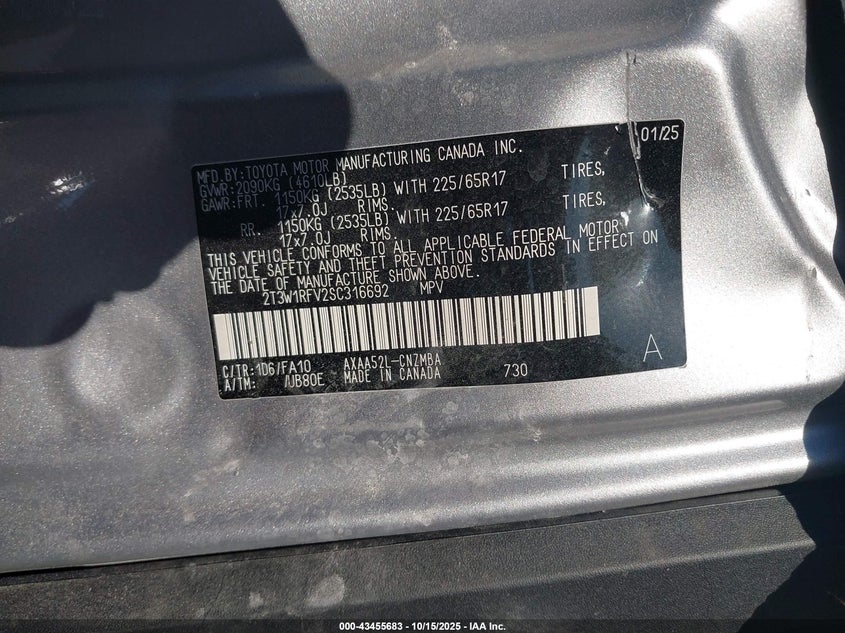 01/25
MFD.BY:TOYOTA MOTOR MANUFACTURING CANADA INC.
GVWR:2090KG (4610LB)
GAWR:FRT. 1150KG (2535LB) WITH 225/65R17 TIRES,
17x7.0J RIMS.
RR. 1150KG (2535LB) WITH 225/65R17 TIRES,
17x7.0J RIMS.
THIS VEHICLE CONFORMS TO ALL APPLICABLE FEDERAL MOTOR
VEHICLE SAFETY AND THEFT PREVENTION STANDARDS IN EFFECT ON
THE DATE OF MANUFACTURE SHOWN ABOVE.
2T3W1RFV2SC316692 MPV
C/TR:1D6/FA10 AXAA52L-CNZMBA
A/TM: /UB80E MADE IN CANADA 730
A
000-43455683 - 10/15/2025 - IAA Inc.